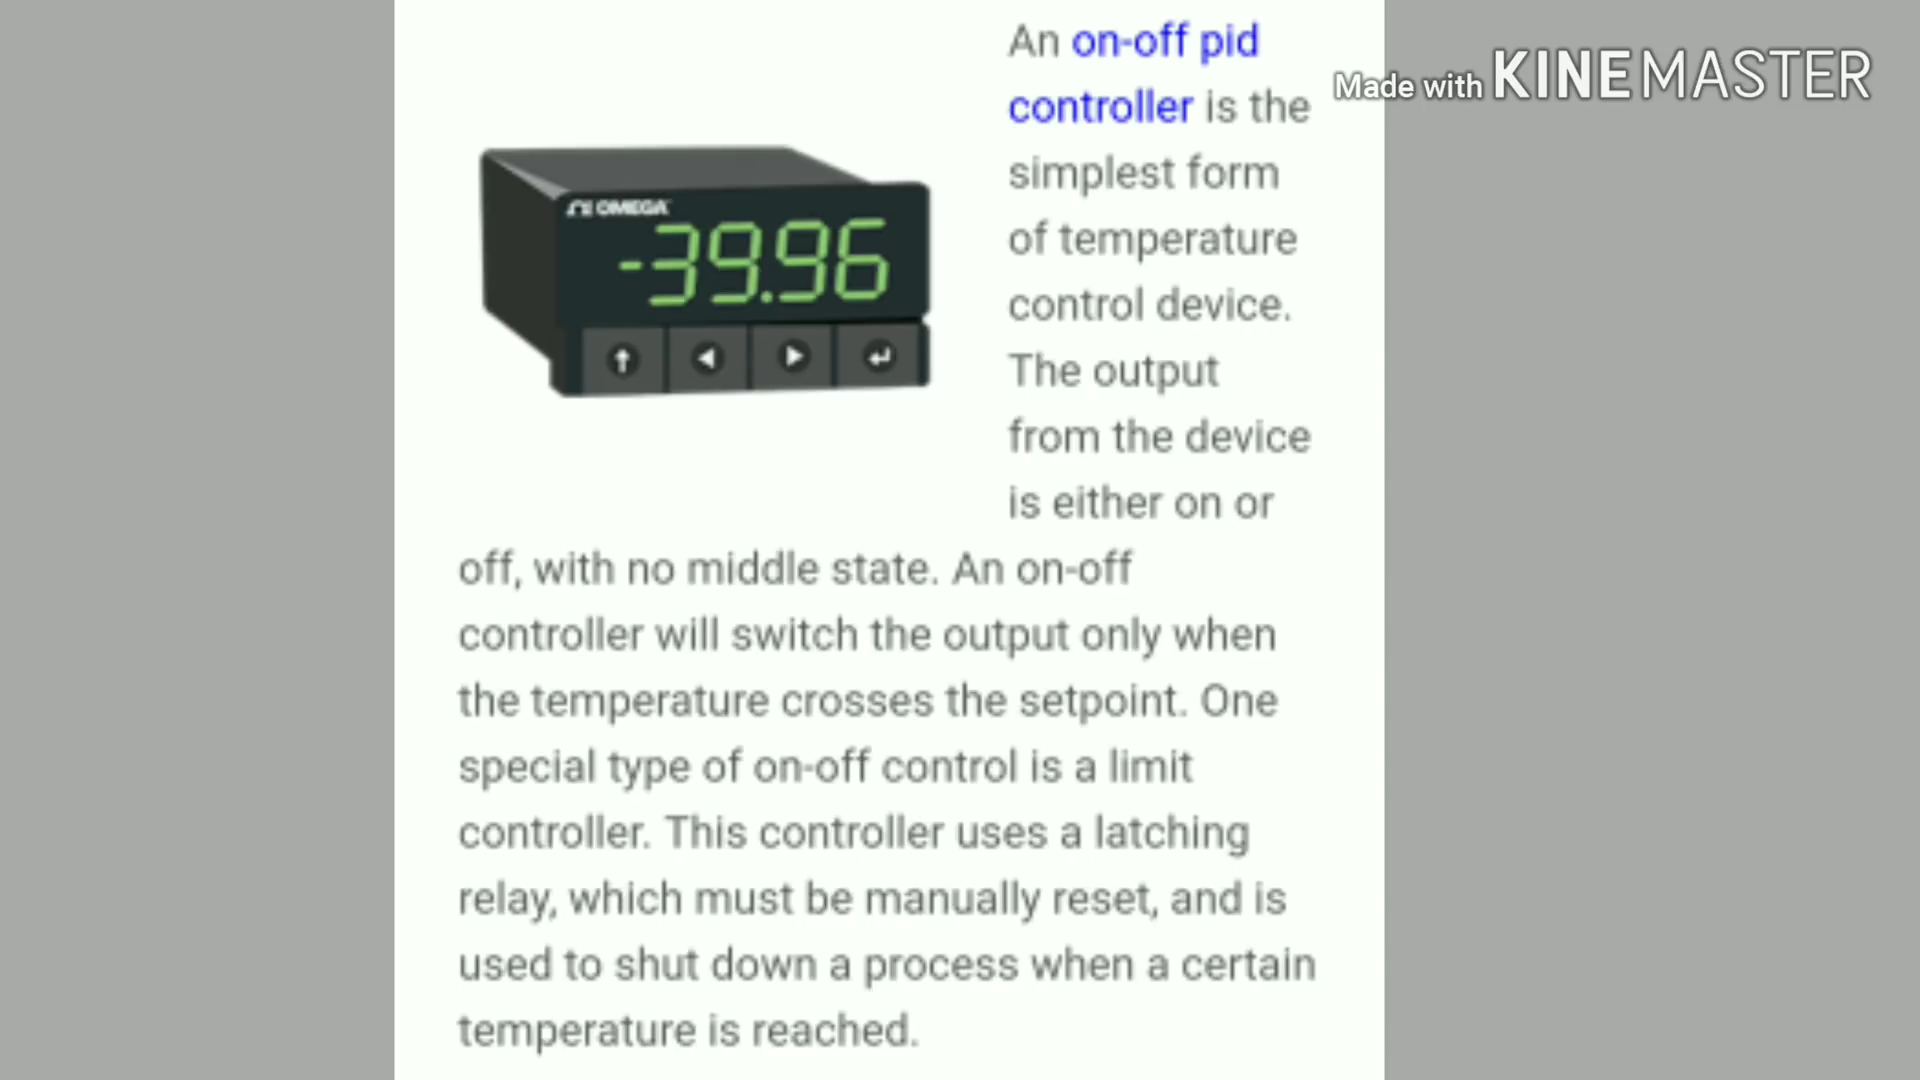 An on-off pid
controller is the
simplest form
of temperature
control device.
The output
from the device
is either on or
off, with no middle state. An on-off
controller will switch the output only when
the temperature crosses the setpoint. One
special type of on-off control is a limit
controller. This controller uses a latching
relay, which must be manually reset, and is
used to shut down a process when a certain
temperature is reached.
Made with KINEMASTER
OMEGA
-39.96